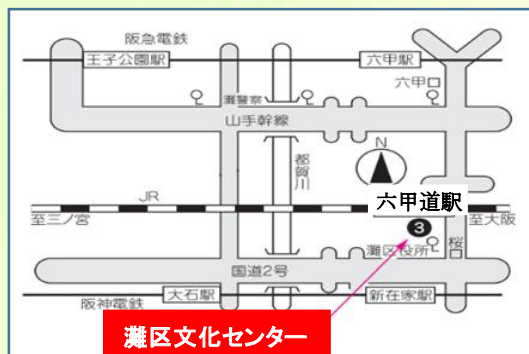 阪急電鉄
王子公園駅
六甲駅
六甲口
灘警察
山手幹線
N
都賀川
JR
六甲道駅
至三ノ宮
至大阪
3
桜口
灘区役所
国道2号
大石駅
新在家駅
阪神電鉄
灘区文化センター